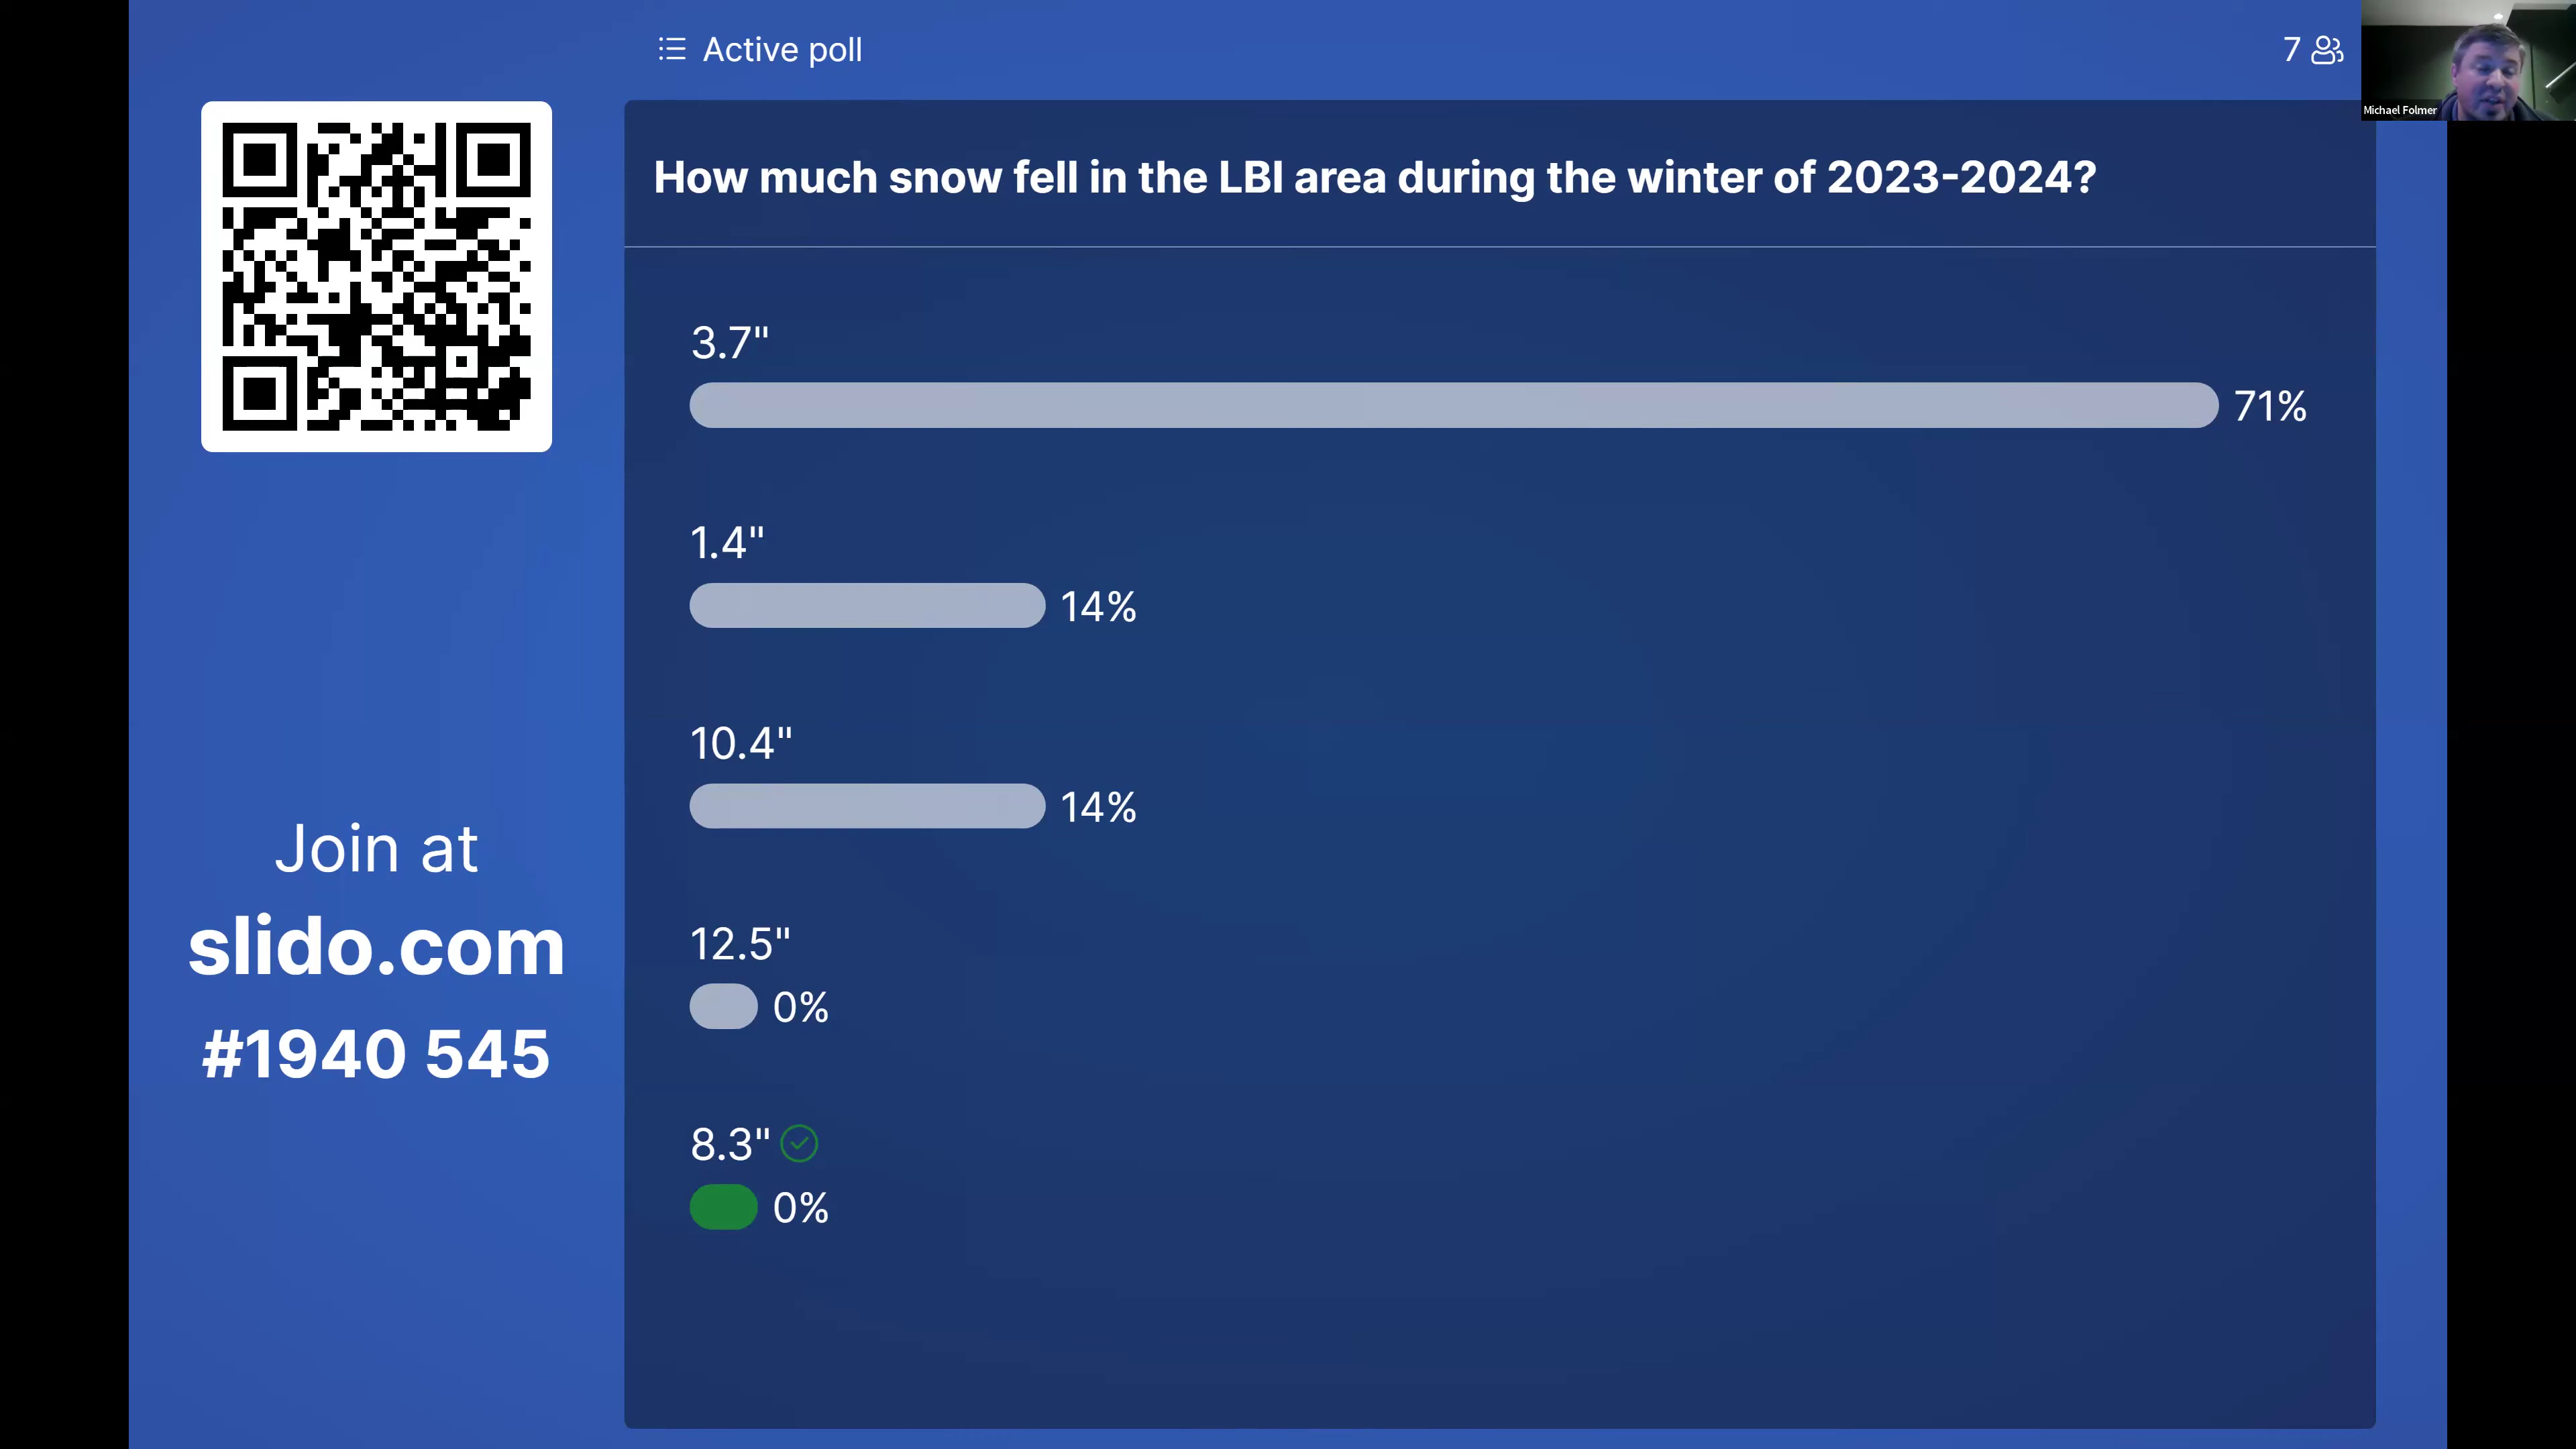 Active poll
7
Michael Folmer
How much snow fell in the LBI area during the winter of 2023-2024?
3.7"
71%
1.4"
14%
10.4"
14%
12.5"
0%
8.3"
0%
Join at
slido.com
#1940 545